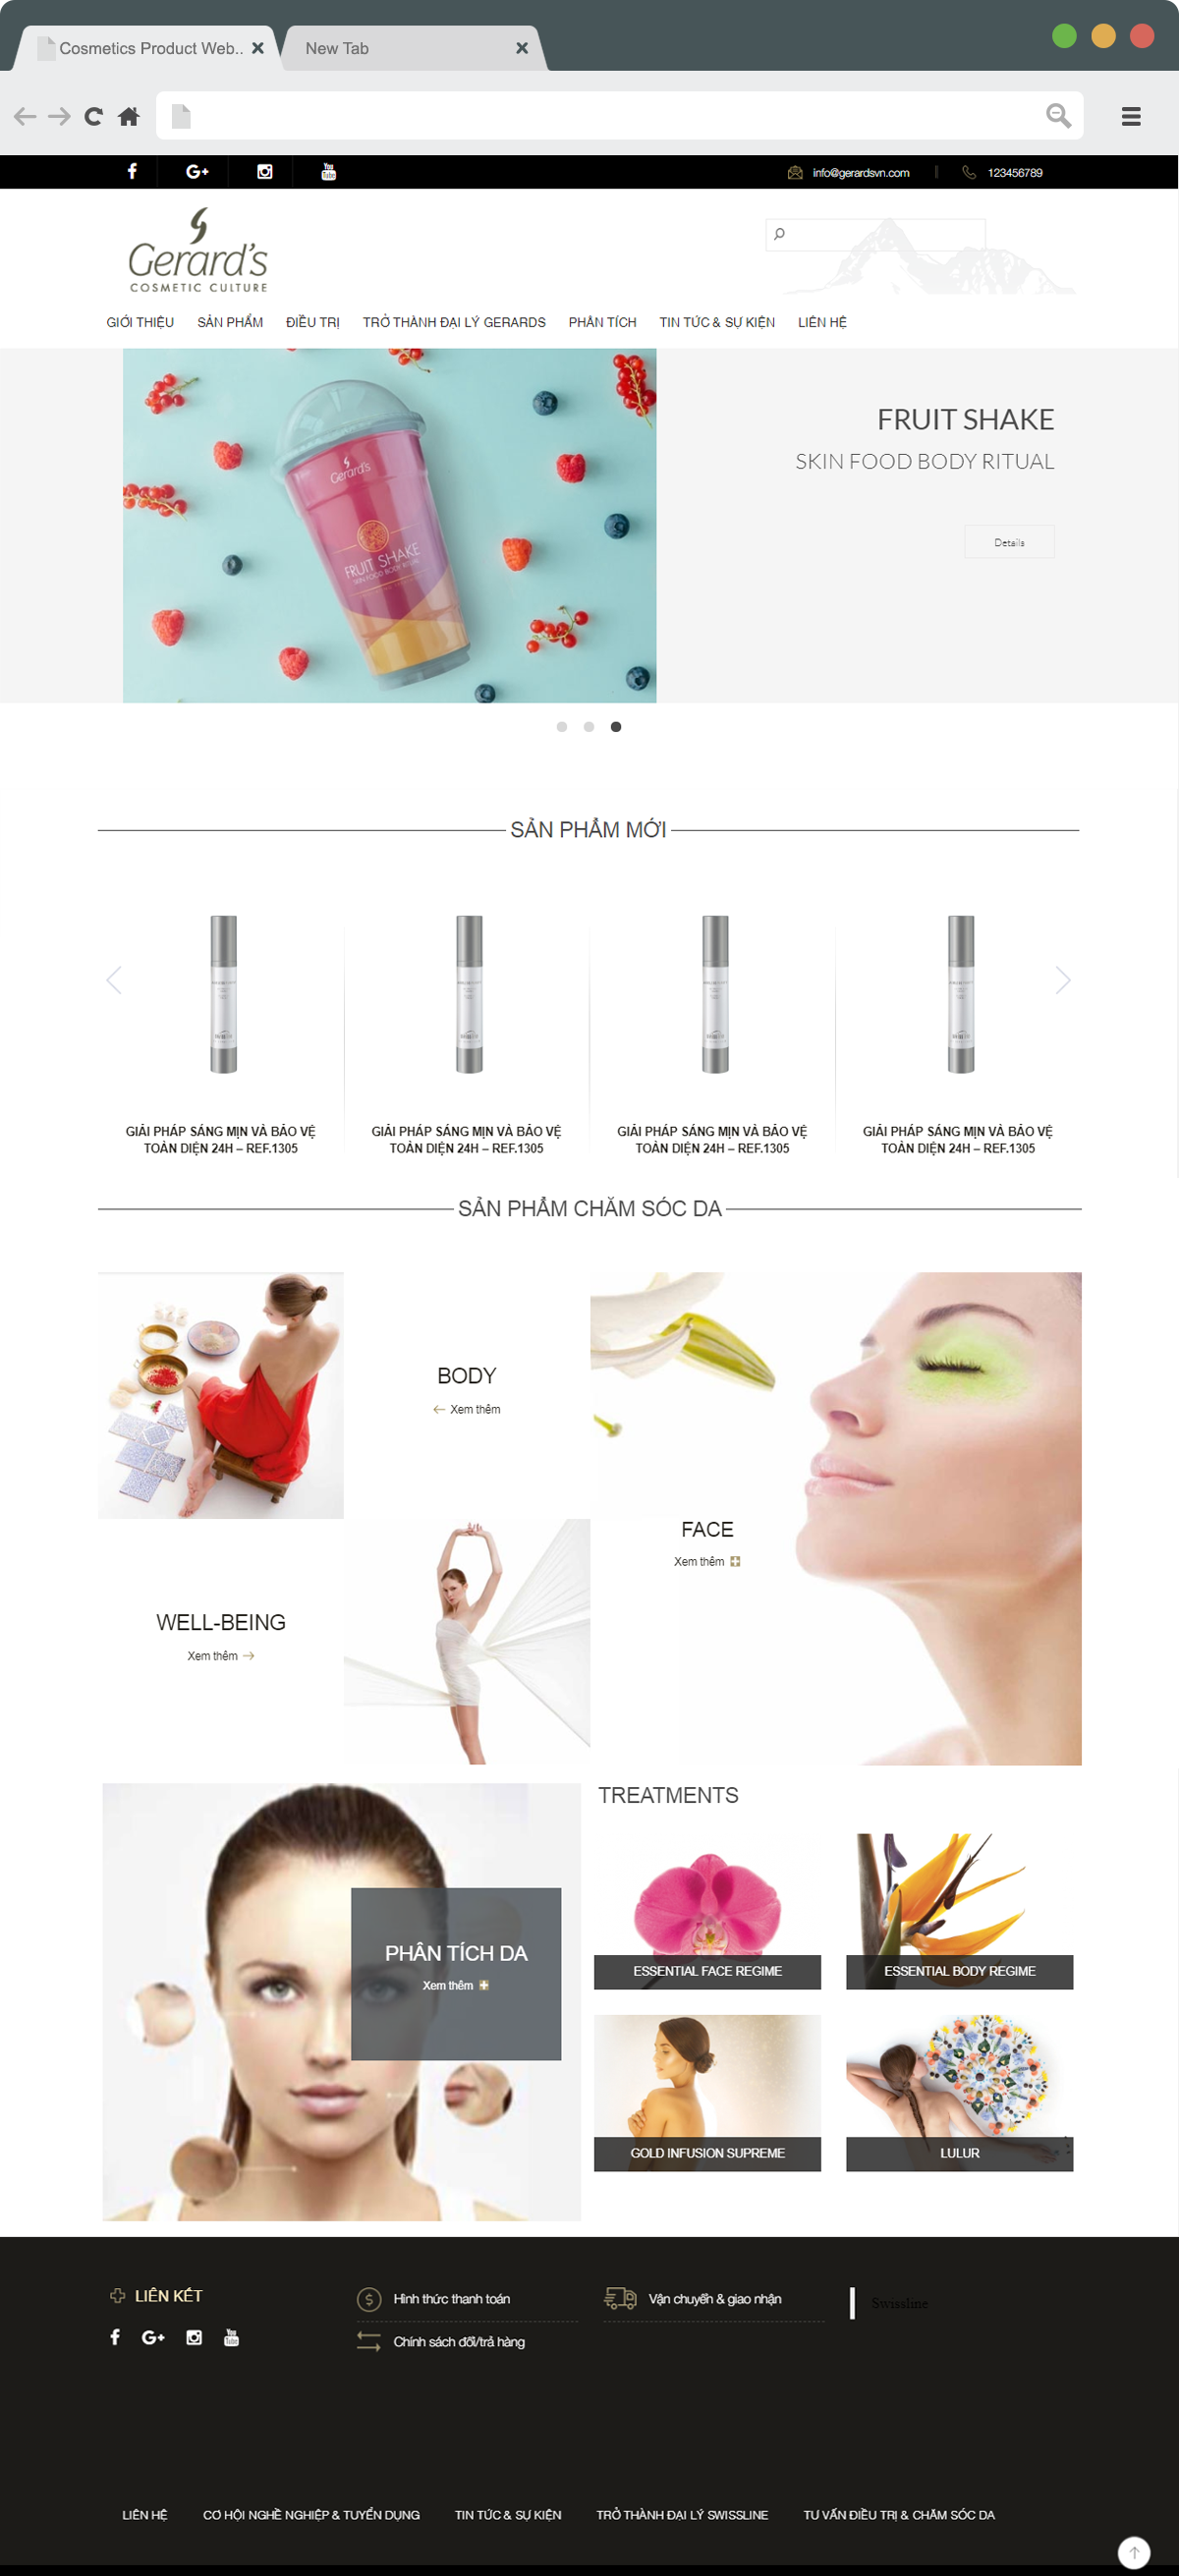 Cosmetics Product Web..
New Tab
info@gerardsvn.com
123456789
Gerard's
COSMETIC CULTURE
GIỚI THIỆU
SẢN PHẨM
ĐIỀU TRỊ
TRỞ THÀNH ĐẠI LÝ GERARDS
PHÂN TÍCH
TIN TỨC & SỰ KIỆN
LIÊN HỆ
Gerard's
FRUIT SHAKE
SKIN FOOD BODY RITUAL
FRUIT SHAKE
SKIN FOOD BODY RITUAL
Details
SẢN PHẨM MỚI
GIẢI PHÁP SÁNG MỊN VÀ BẢO VỆ
TOÀN DIỆN 24H – REF.1305
GIẢI PHÁP SÁNG MỊN VÀ BẢO VỆ
TOÀN DIỆN 24H – REF.1305
GIẢI PHÁP SÁNG MỊN VÀ BẢO VỆ
TOÀN DIỆN 24H – REF.1305
GIẢI PHÁP SÁNG MỊN VÀ BẢO VỆ
TOÀN DIỆN 24H – REF.1305
SẢN PHẨM CHĂM SÓC DA
BODY
Xem thêm
FACE
Xem thêm
WELL-BEING
Xem thêm
PHÂN TÍCH DA
Xem thêm
TREATMENTS
ESSENTIAL FACE REGIME
ESSENTIAL BODY REGIME
GOLD INFUSION SUPREME
LULUR
LIÊN KẾT
Hình thức thanh toán
Vận chuyển & giao nhận
Swissline
Chính sách đổi/trả hàng
LIÊN HỆ
CƠ HỘI NGHỀ NGHIỆP & TUYỂN DỤNG
TIN TỨC & SỰ KIỆN
TRỞ THÀNH ĐẠI LÝ SWISSLINE
TƯ VẤN ĐIỀU TRỊ & CHĂM SÓC DA